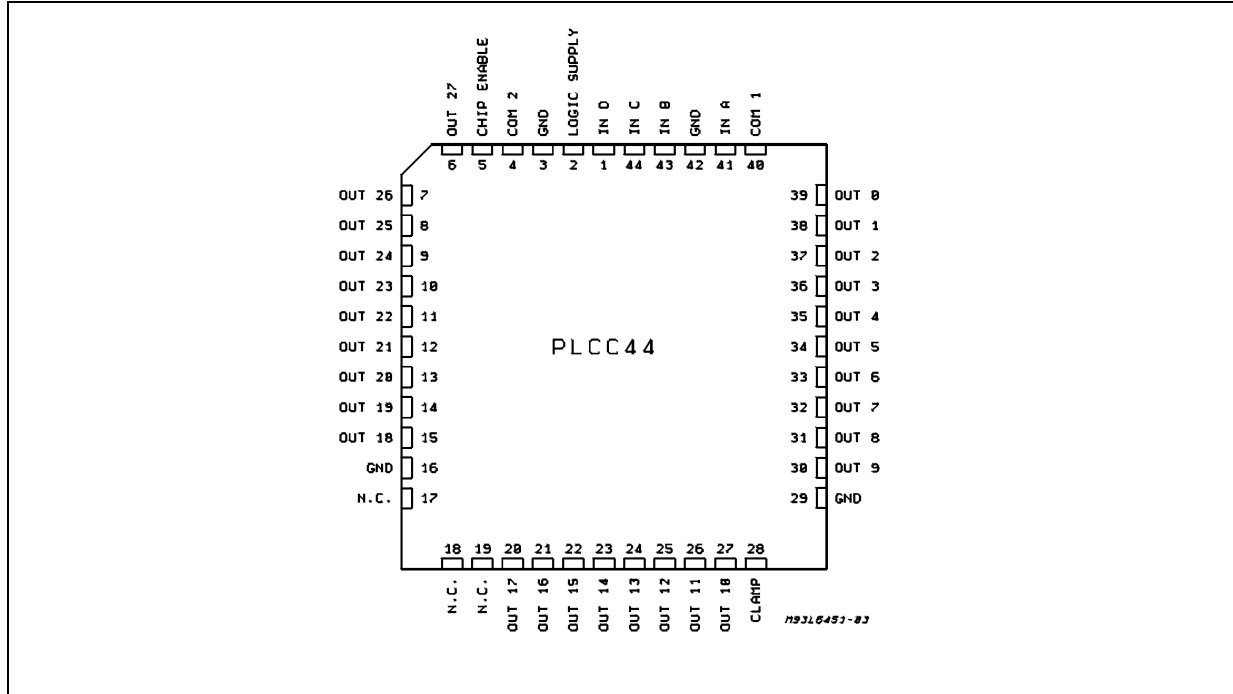 OUT 27
CHIP ENABLE
COM 2
GND
LOGIC SUPPLY
IN D
IN C
IN B
GND
IN A
COM 1
6 5 4 3 2 1 44 43 42 41 40
OUT 26 7
OUT 25 8
OUT 24 9
OUT 23 10
OUT 22 11
OUT 21 12
OUT 20 13
OUT 19 14
OUT 18 15
GND 16
N.C. 17
PLCC44
39 OUT 0
38 OUT 1
37 OUT 2
36 OUT 3
35 OUT 4
34 OUT 5
33 OUT 6
32 OUT 7
31 OUT 8
30 OUT 9
29 GND
18 19 20 21 22 23 24 25 26 27 28
N.C.
N.C.
OUT 17
OUT 16
OUT 15
OUT 14
OUT 13
OUT 12
OUT 11
OUT 10
CLAMP
M93L6451-03